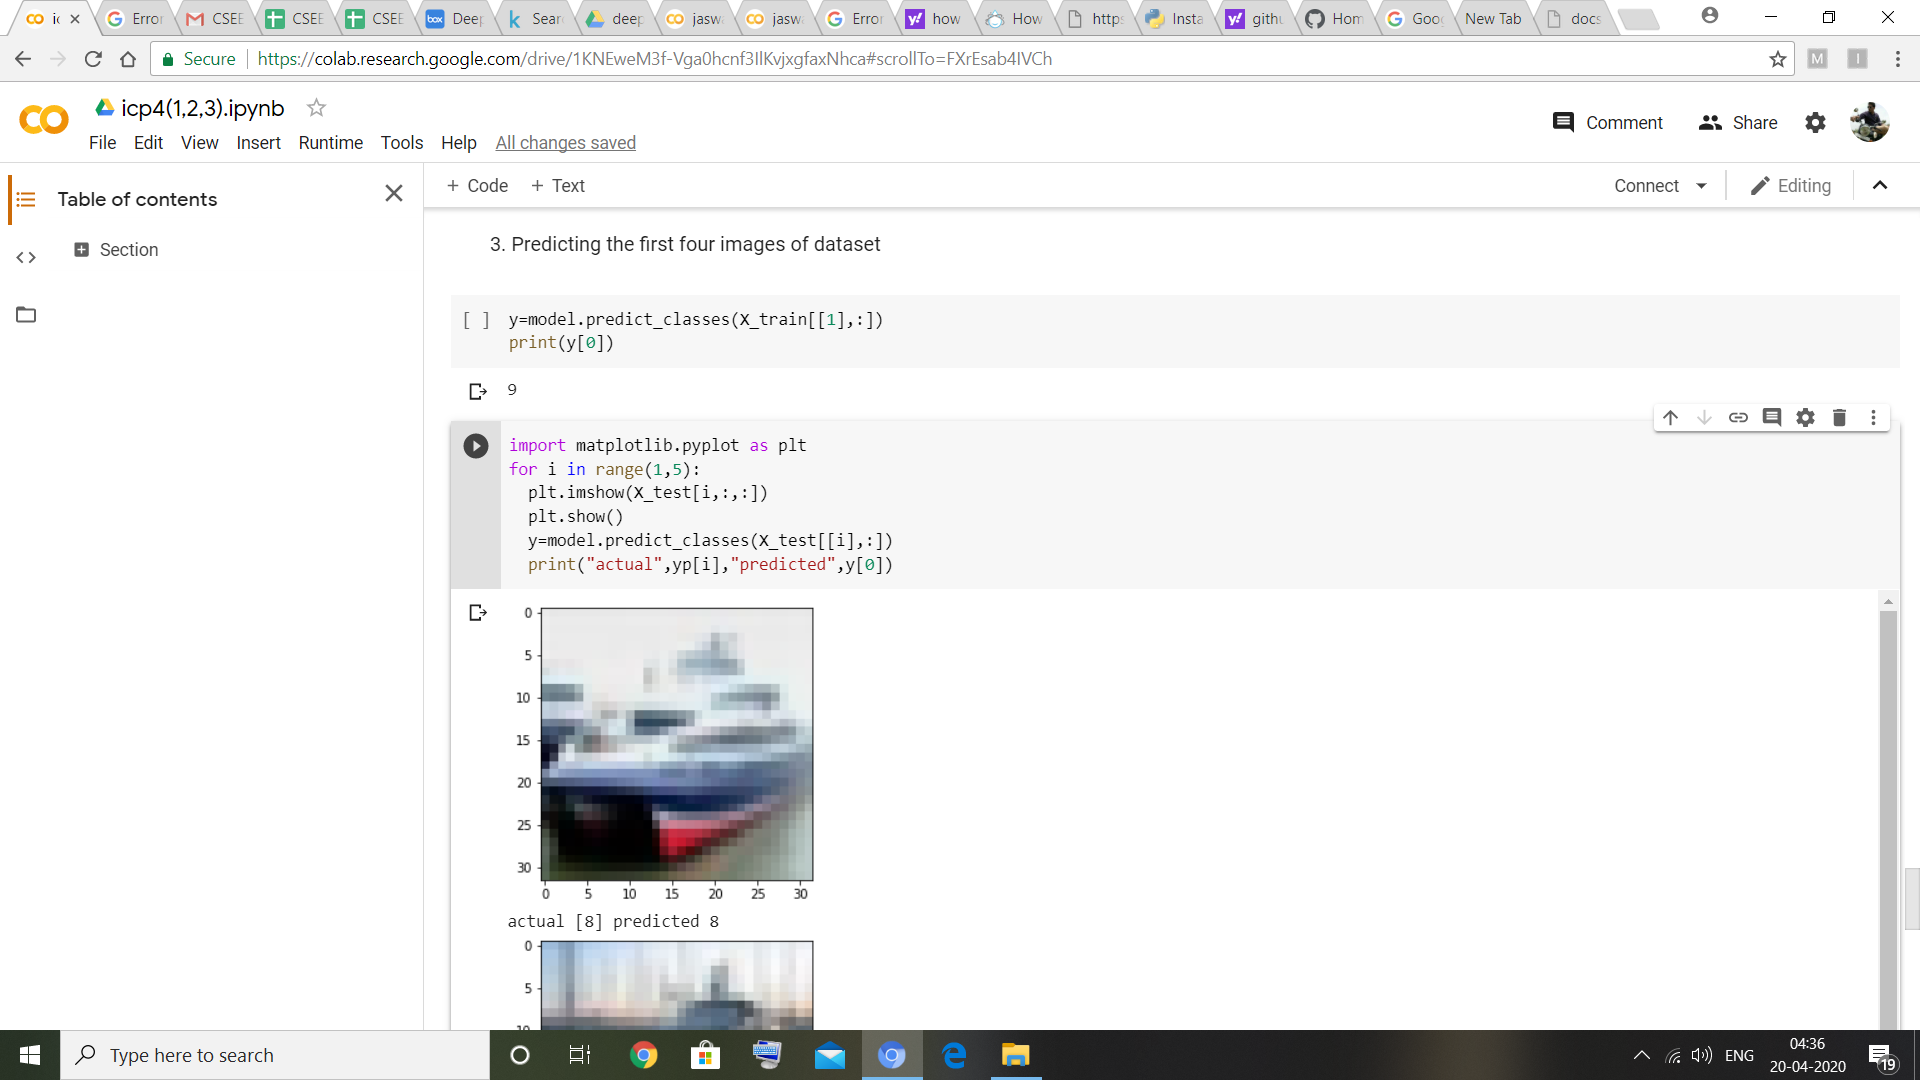 ic
Error
CSEE
CSEE
CSEE
box
Deep
Sear
deep
jasw
jasw
Error
how
How
https
Insta
gith
Hom
Goog
New Tab
docs
Secure
https://colab.research.google.com/drive/1KNEweM3f-Vga0hcnf3IlKvjxgfaxNhca#scrollTo=FXrEsab4IVCh
M
I
icp4(1,2,3).ipynb
Comment
Share
File Edit View Insert Runtime Tools Help All changes saved
Table of contents
Section
+ Code + Text
Connect
Editing
3. Predicting the first four images of dataset
[ ] y=model.predict_classes(X_train[[1],:])
print(y[0])
9
import matplotlib.pyplot as plt
for i in range(1,5):
plt.imshow(X_test[i,:,:])
plt.show()
y=model.predict_classes(X_test[[i],:])
print("actual",yp[i],"predicted",y[0])
0
5
10
15
20
25
30
0 5 10 15 20 25 30
actual [8] predicted 8
0
5
10
Type here to search
ENG
04:36
20-04-2020
19